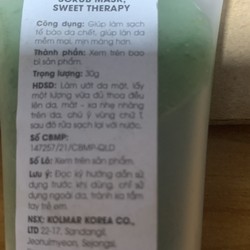 SCRUB MASK,
SWEET THERAPY
Công dụng: Giúp làm sạch
tế bào da chết, giúp làn da
mềm mại, mịn màng hơn.
Thành phần: Xem trên bao
bì sản phẩm.
Trọng lượng: 30g
HDSD: Làm ướt da mặt, lấy
một lượng vừa đủ thoa đều
lên da, mát - xa nhẹ nhàng
trên da, chú ý vùng chữ T,
sau đó rửa sạch lại với nước.
Số CBMP:
147257/21/CBMP-QLD
Số Lô: Xem trên sản phẩm.
Lưu ý: Đọc kỹ hướng dẫn sử
dụng trước khi dùng, chỉ sử
dụng ngoài da, tránh xa tầm
tay trẻ em.
NSX: KOLMAR KOREA CO.,
LTD 22-17, Sandangil,
Jeonuimyeon, Sejongsi,